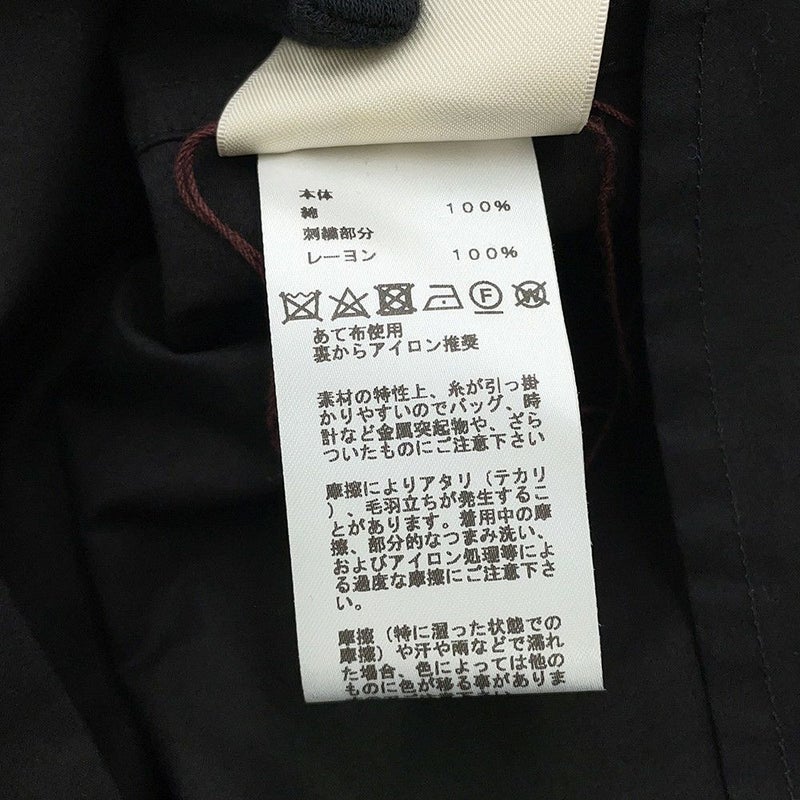 本体
綿 100%
刺繍部分
レーヨン 100%
F W
あて布使用
裏からアイロン推奨
素材の特性上、糸が引っ掛
かりやすいのでバッグ、時
計など金属突起物や、ざら
ついたものにご注意下さい
摩擦によりアタリ（テカリ
）、毛羽立ちが発生するこ
とがあります。着用中の摩
擦、部分的なつまみ洗い、
およびアイロン処理等によ
る過度な摩擦にご注意下さ
い。
摩擦（特に湿った状態での
摩擦）や汗や雨などで濡れ
た場合、色によっては他の
ものに色が移る事がありま